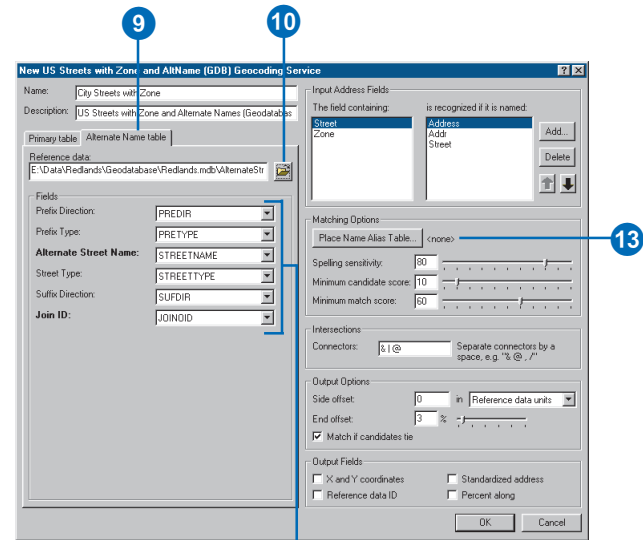 9
10
New US Streets with Zone and AltName (GDB) Geocoding Service
Name: City Streets with Zone
Description: US Streets with Zone and Alternate Names (Geodatabas
Primary table
Alternate Name table
Reference data:
E:\Data\Redlands\Geodatabase\Redlands.mdb\AlternateStr
Fields
Prefix Direction: PREDIR
Prefix Type: PRETYPE
Alternate Street Name: STREETNAME
Street Type: STREETTYPE
Suffix Direction: SUFDIR
Join ID: JOINOID
Input Address Fields
The field containing:
is recognized if it is named:
Street
Zone
Address
Addr
Street
Add...
Delete
Matching Options
Place Name Alias Table... <none>
13
Spelling sensitivity: 80
Minimum candidate score: 10
Minimum match score: 60
Intersections
Connectors: & | @
Separate connectors by a
space, e.g. "& @ , /"
Output Options
Side offset: 0 in Reference data units
End offset: 3 %
Match if candidates tie
Output Fields
X and Y coordinates
Standardized address
Reference data ID
Percent along
OK
Cancel